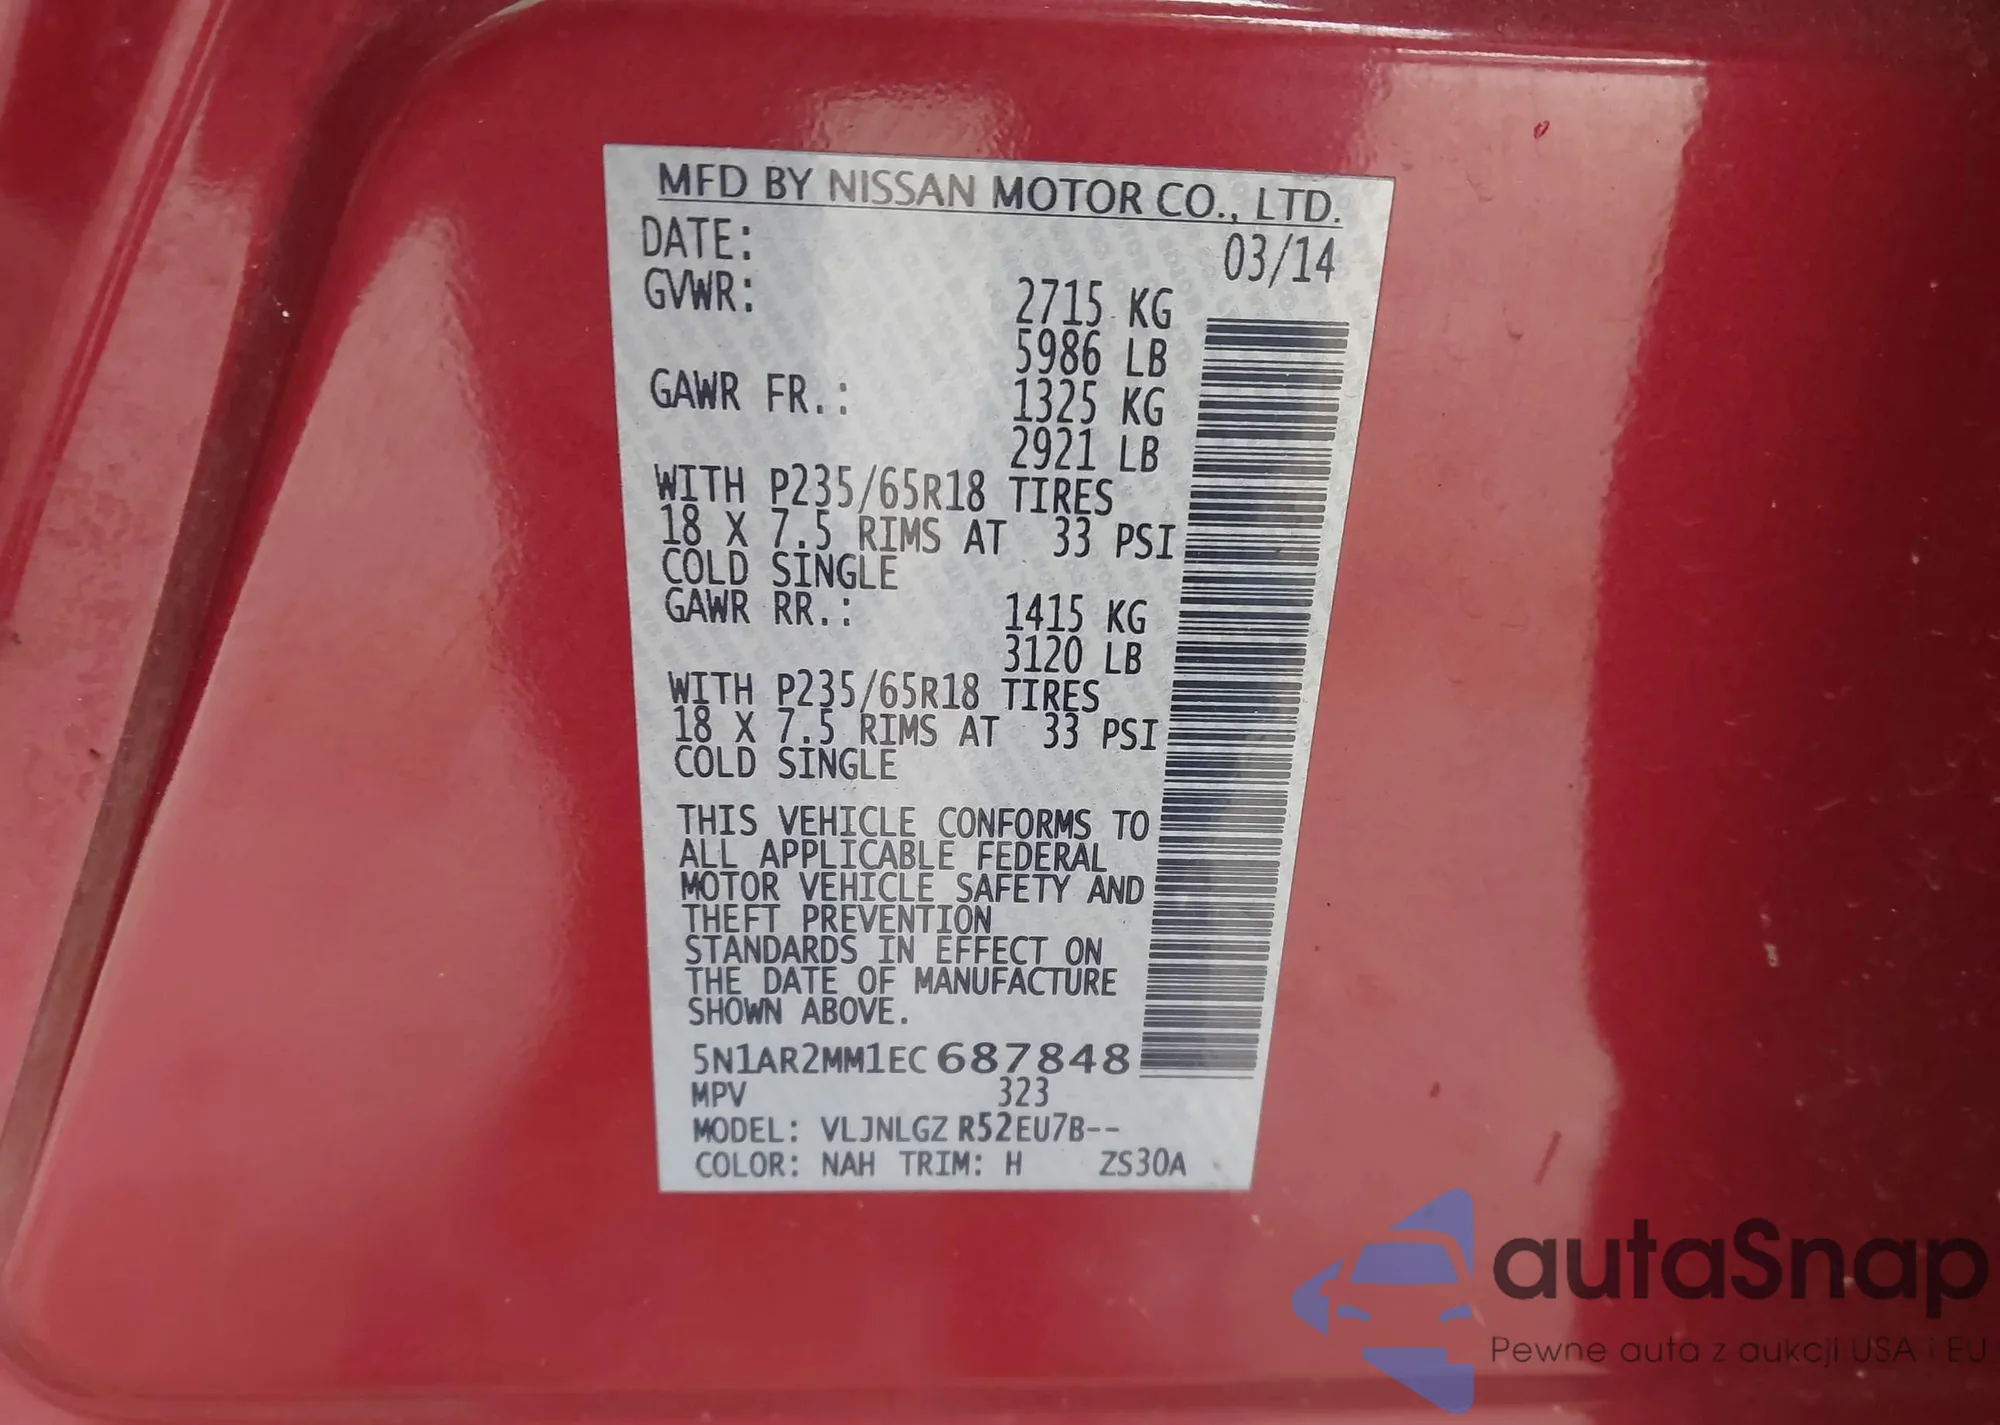 MFD BY NISSAN MOTOR CO., LTD.
DATE: 03/14
GVWR: 2715 KG
5986 LB
GAWR FR.: 1325 KG
2921 LB
WITH P235/65R18 TIRES
18 X 7.5 RIMS AT 33 PSI
COLD SINGLE
GAWR RR.: 1415 KG
3120 LB
WITH P235/65R18 TIRES
18 X 7.5 RIMS AT 33 PSI
COLD SINGLE
THIS VEHICLE CONFORMS TO
ALL APPLICABLE FEDERAL
MOTOR VEHICLE SAFETY AND
THEFT PREVENTION
STANDARDS IN EFFECT ON
THE DATE OF MANUFACTURE
SHOWN ABOVE.
5N1AR2MM1EC687848
MPV 323
MODEL: VLJNLGZ R52EU7B--
COLOR: NAH TRIM: H ZS30A
autaSnap
Pewne auta z aukcji USA i EU